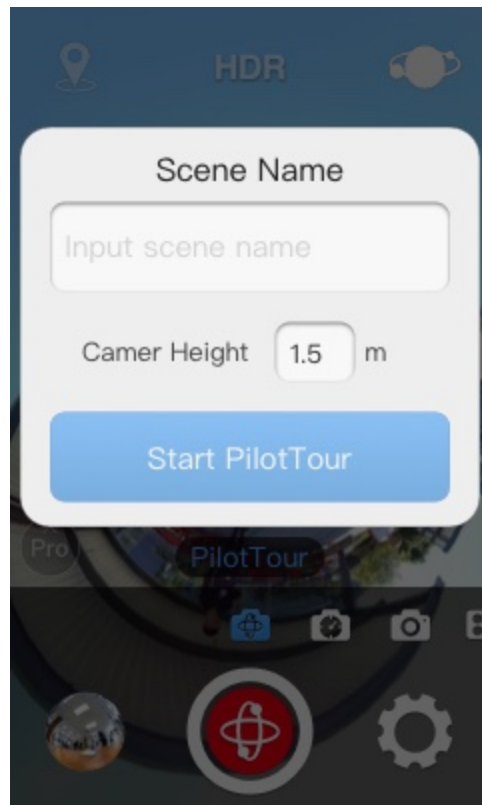 HDR
Scene Name
Input scene name
Camer Height 1.5 m
Start PilotTour
Pro
PilotTour